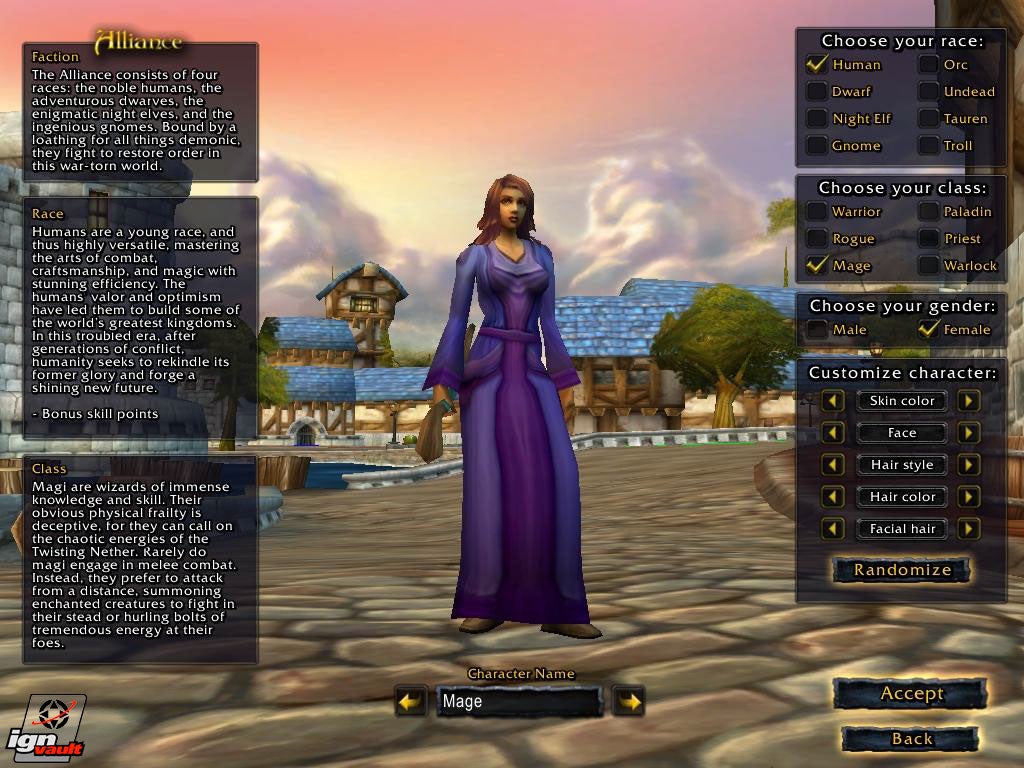 Alliance
Faction
The Alliance consists of four
races: the noble humans, the
adventurous dwarves, the
enigmatic night elves, and the
ingenious gnomes. Bound by a
loathing for all things demonic,
they fight to restore order in
this war-torn world.
Race
Humans are a young race, and
thus highly versatile, mastering
the arts of combat,
craftsmanship, and magic with
stunning efficiency. The
humans' valor and optimism
have led them to build some of
the world's greatest kingdoms.
In this troubled era, after
generations of conflict,
humanity seeks to rekindle its
former glory and forge a
shining new future.
- Bonus skill points
Class
Magi are wizards of immense
knowledge and skill. Their
obvious physical frailty is
deceptive, for they can call on
the chaotic energies of the
Twisting Nether. Rarely do
magi engage in melee combat.
Instead, they prefer to attack
from a distance, summoning
enchanted creatures to fight in
their stead or hurling bolts of
tremendous energy at their
foes.
ign
vault
Character Name
Mage
Choose your race:
Human Orc
Dwarf Undead
Night Elf Tauren
Gnome Troll
Choose your class:
Warrior Paladin
Rogue Priest
Mage Warlock
Choose your gender:
Male Female
Customize character:
Skin color
Face
Hair style
Hair color
Facial hair
Randomize
Accept
Back